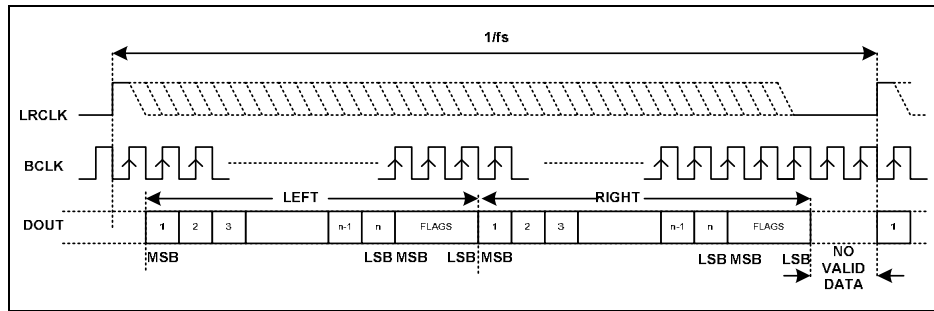 1/fs
LRCLK
BCLK
LEFT
RIGHT
DOUT
1 2 3 n-1 n FLAGS 1 2 3 n-1 n FLAGS 1
MSB LSB MSB LSB MSB LSB MSB LSB
NO
VALID
DATA